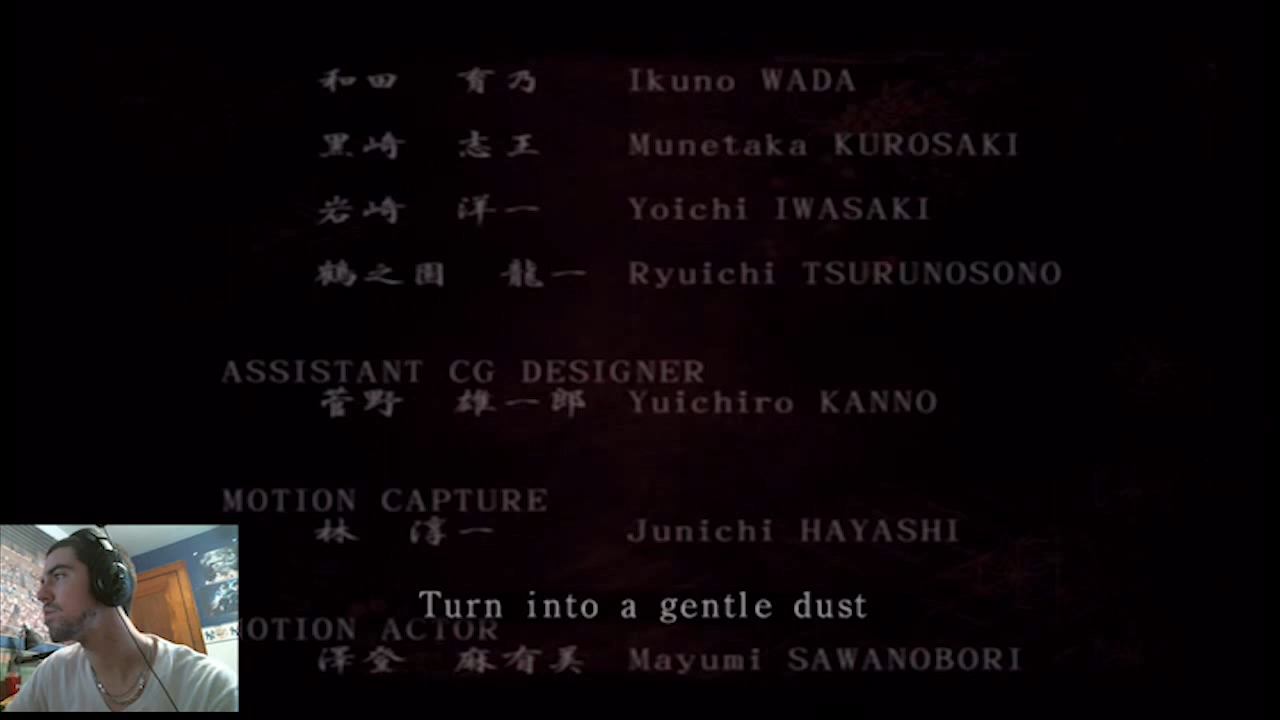 和田 育乃 Ikuno WADA
黒崎 志王 Munetaka KUROSAKI
岩崎 洋一 Yoichi IWASAKI
鶴之園 龍一 Ryuichi TSURUNOSONO
ASSISTANT CG DESIGNER
菅野 雄一郎 Yuichiro KANNO
MOTION CAPTURE
林 淳一 Junichi HAYASHI
Turn into a gentle dust
OTION ACTOR
澤登 麻有美 Mayumi SAWANOBORI